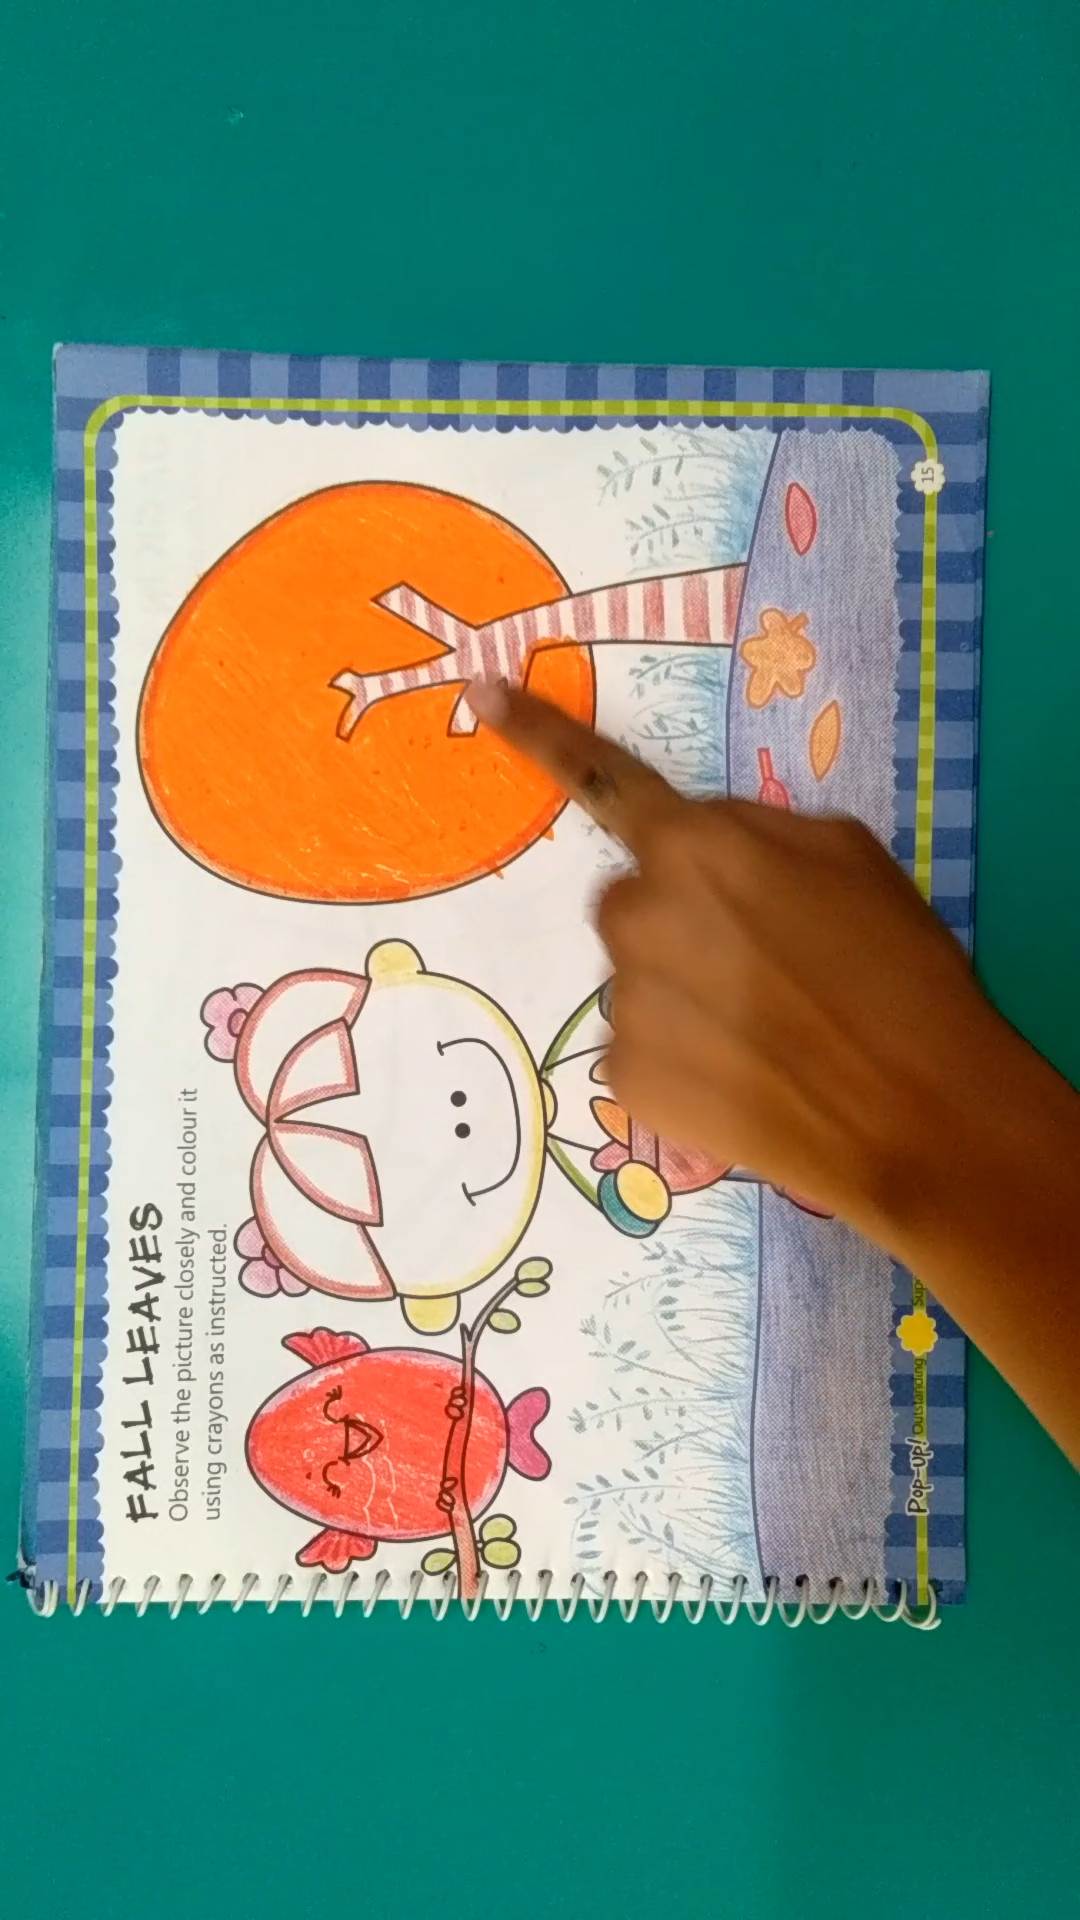 FALL LEAVES
Observe the picture closely and colour it
using crayons as instructed.
Pop-up! Outstanding
15